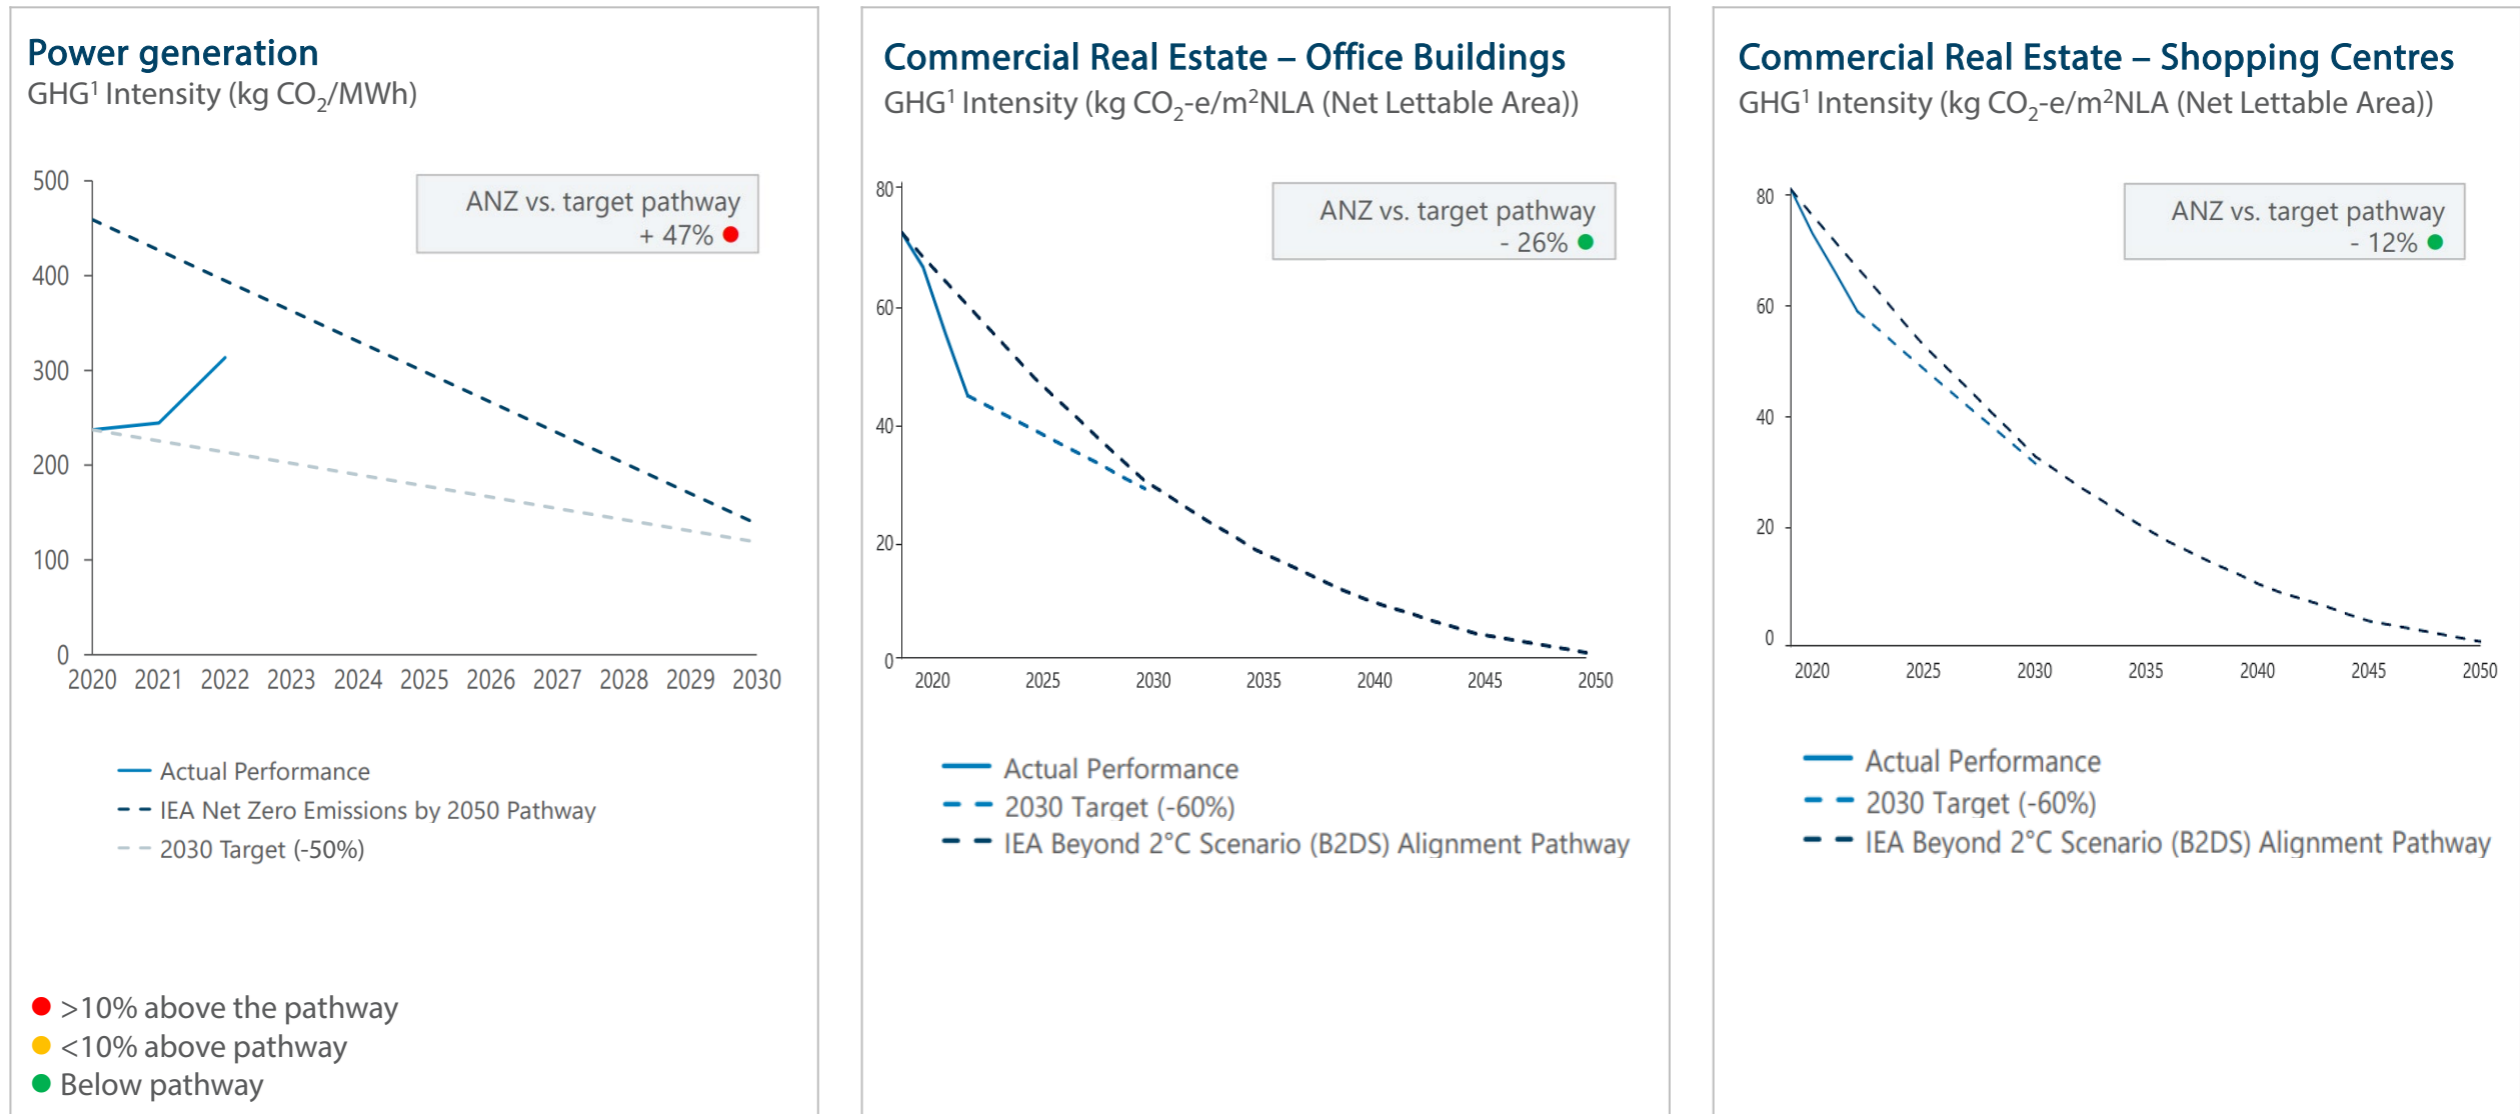 Power generation
GHG¹ Intensity (kg CO₂/MWh)
ANZ vs. target pathway
+ 47%
500
400
300
200
100
0
2020 2021 2022 2023 2024 2025 2026 2027 2028 2029 2030
Actual Performance
IEA Net Zero Emissions by 2050 Pathway
2030 Target (-50%)
>10% above the pathway
<10% above pathway
Below pathway
Commercial Real Estate – Office Buildings
GHG¹ Intensity (kg CO₂-e/m²NLA (Net Lettable Area))
ANZ vs. target pathway
- 26%
80
60
40
20
0
2020 2025 2030 2035 2040 2045 2050
Actual Performance
2030 Target (-60%)
IEA Beyond 2°C Scenario (B2DS) Alignment Pathway
Commercial Real Estate – Shopping Centres
GHG¹ Intensity (kg CO₂-e/m²NLA (Net Lettable Area))
ANZ vs. target pathway
- 12%
80
60
40
20
0
2020 2025 2030 2035 2040 2045 2050
Actual Performance
2030 Target (-60%)
IEA Beyond 2°C Scenario (B2DS) Alignment Pathway